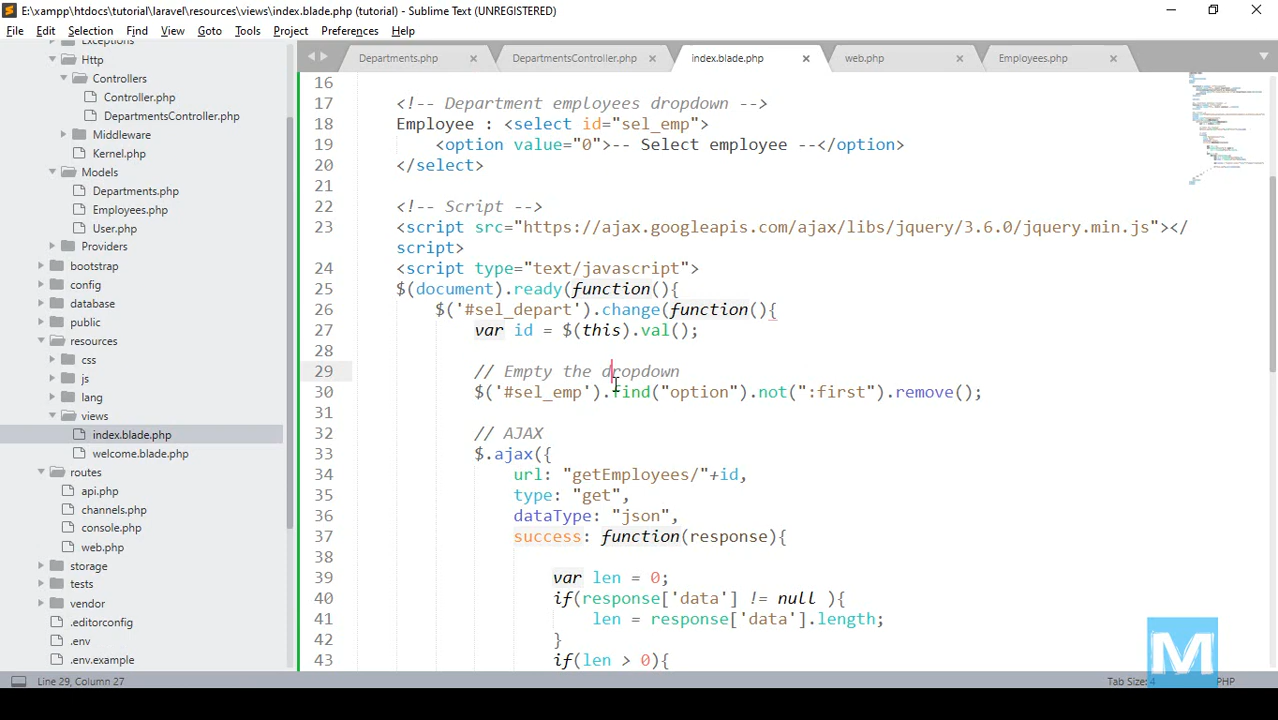 E:\xampp\htdocs\tutorial\laravel\resources\views\index.blade.php (tutorial) - Sublime Text (UNREGISTERED)
File Edit Selection Find View Goto Tools Project Preferences Help
Exceptions
Http
Controllers
Controller.php
DepartmentsController.php
Middleware
Kernel.php
Models
Departments.php
Employees.php
User.php
Providers
bootstrap
config
database
public
resources
css
js
lang
views
index.blade.php
welcome.blade.php
routes
api.php
channels.php
console.php
web.php
storage
tests
vendor
.editorconfig
.env
.env.example
Departments.php DepartmentsController.php index.blade.php web.php Employees.php
16
17 <!-- Department employees dropdown -->
18 Employee : <select id="sel_emp">
19 <option value="0">-- Select employee --</option>
20 </select>
21
22 <!-- Script -->
23 <script src="https://ajax.googleapis.com/ajax/libs/jquery/3.6.0/jquery.min.js"></
script>
24 <script type="text/javascript">
25 $(document).ready(function(){
26 $('#sel_depart').change(function(){
27 var id = $(this).val();
28
29 // Empty the dropdown
30 $('#sel_emp').find("option").not(":first").remove();
31
32 // AJAX
33 $.ajax({
34 url: "getEmployees/"+id,
35 type: "get",
36 dataType: "json",
37 success: function(response){
38
39 var len = 0;
40 if(response['data'] != null ){
41 len = response['data'].length;
42 }
43 if(len > 0){
Line 29, Column 27
Tab Size: 4
PHP
M